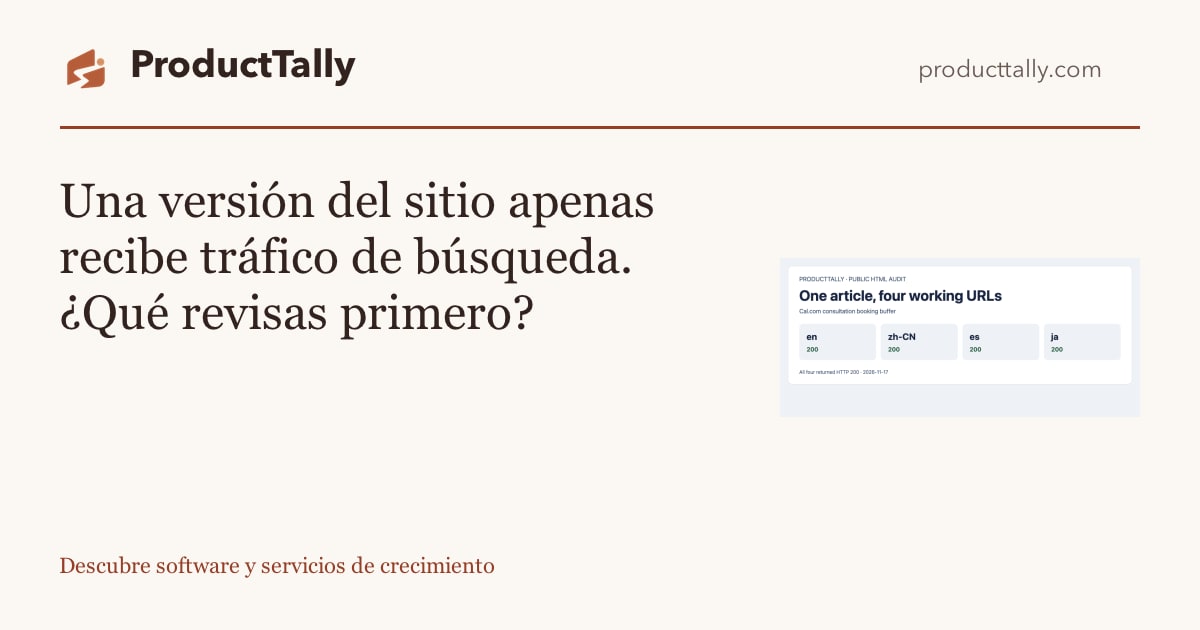 ProductTally
producttally.com
Una versión del sitio apenas
recibe tráfico de búsqueda.
¿Qué revisas primero?
PRODUCTTALLY · PUBLIC HTML AUDIT
One article, four working URLs
Cal.com consultation booking buffer
en
200
zh-CN
200
es
200
ja
200
All four returned HTTP 200 · 2026-11-17
Descubre software y servicios de crecimiento